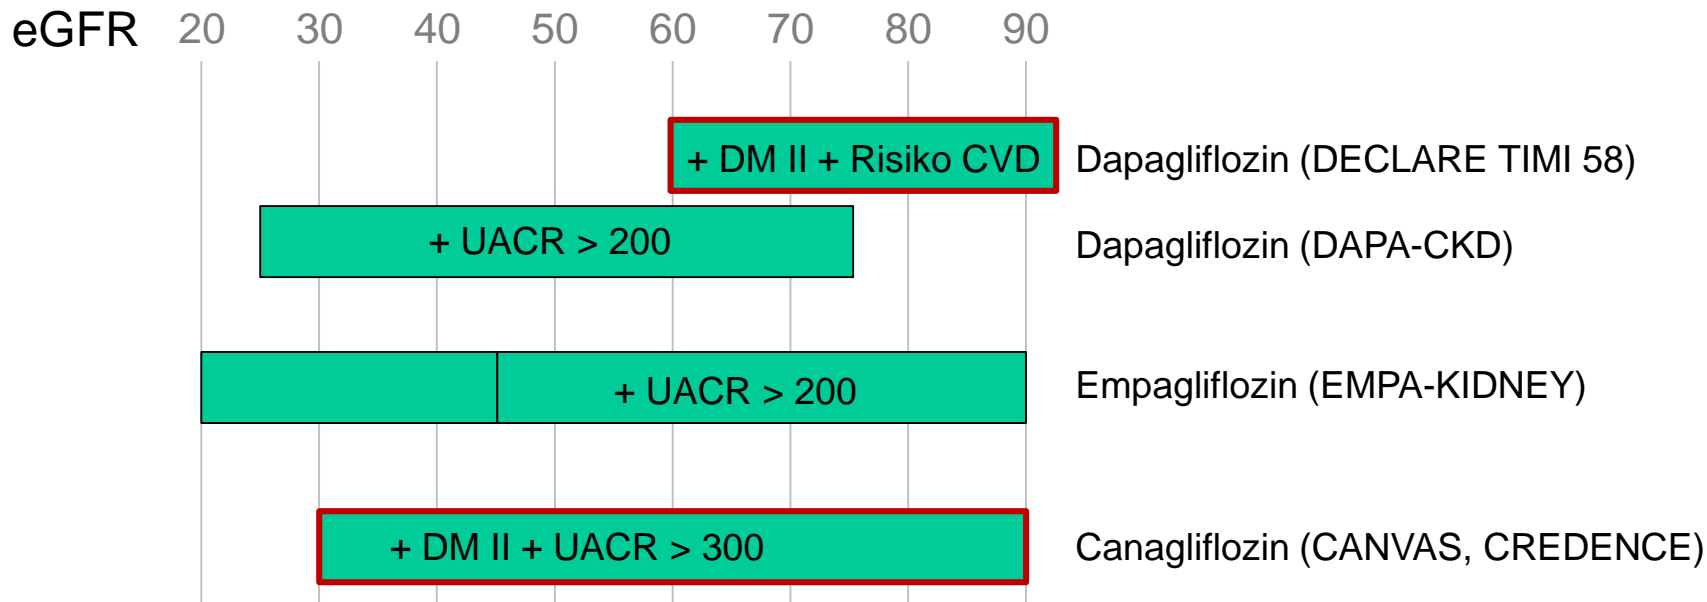 eGFR 20 30 40 50 60 70 80 90
+ DM II + Risiko CVD Dapagliflozin (DECLARE TIMI 58)
+ UACR > 200 Dapagliflozin (DAPA-CKD)
+ UACR > 200 Empagliflozin (EMPA-KIDNEY)
+ DM II + UACR > 300 Canagliflozin (CANVAS, CREDENCE)